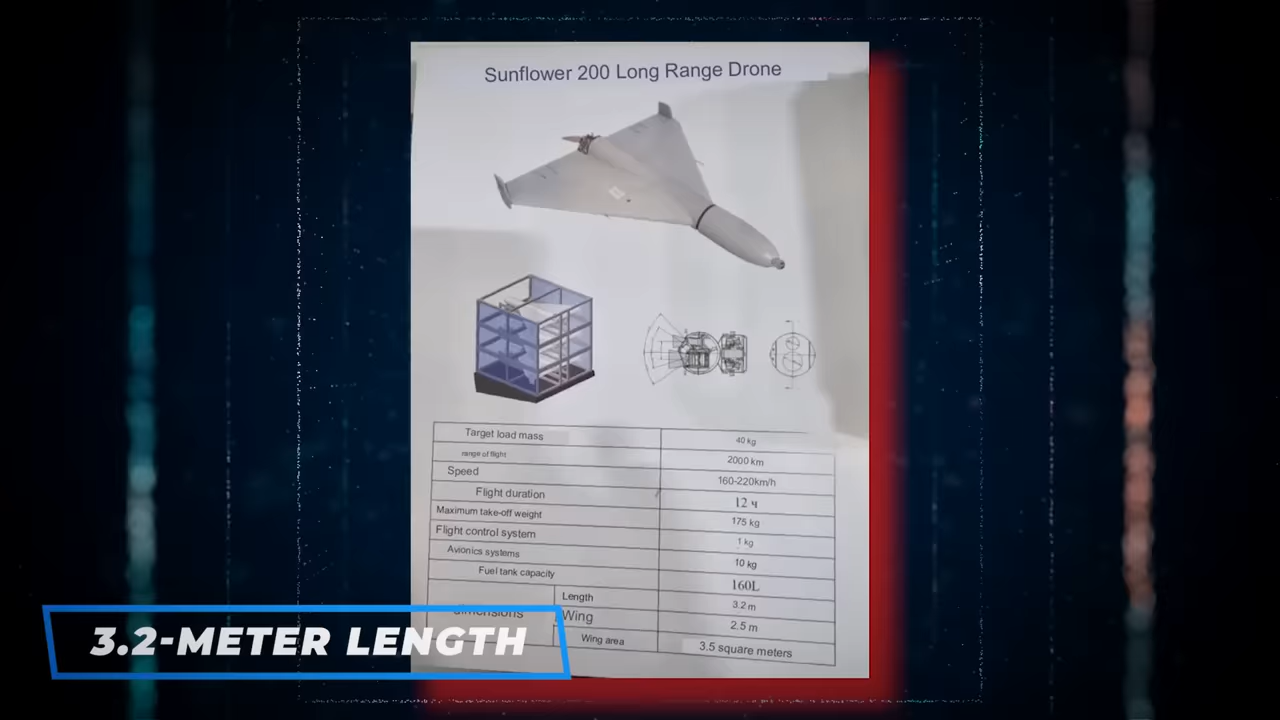 Sunflower 200 Long Range Drone
Target load mass 40 kg
range of flight 2000 km
Speed 160-220km/h
Flight duration 12 ч
Maximum take-off weight 175 kg
Flight control system 1 kg
Avionics systems 10 kg
Fuel tank capacity 160L
dimensions Length 3.2 m
Wing 2.5 m
Wing area 3.5 square meters
3.2-METER LENGTH